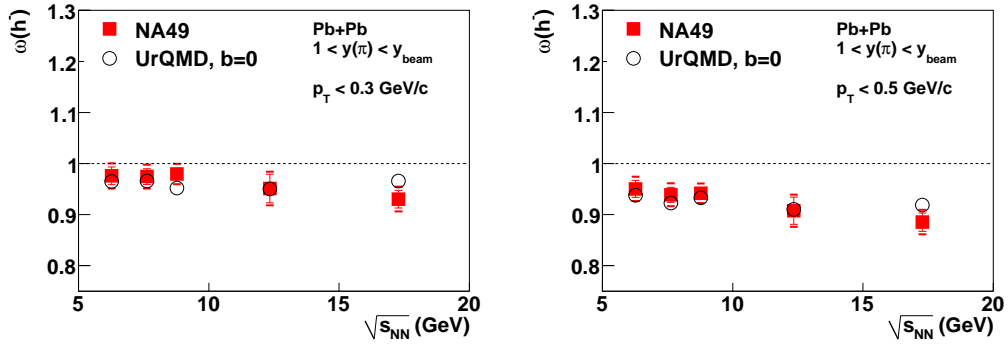 ω(h⁻)
1.3
1.2
1.1
1
0.9
0.8
NA49
UrQMD, b=0
Pb+Pb
1 < y(π) < y_beam
p_T < 0.3 GeV/c
5
10
15
20
√s_NN (GeV)
ω(h⁻)
1.3
1.2
1.1
1
0.9
0.8
NA49
UrQMD, b=0
Pb+Pb
1 < y(π) < y_beam
p_T < 0.5 GeV/c
5
10
15
20
√s_NN (GeV)